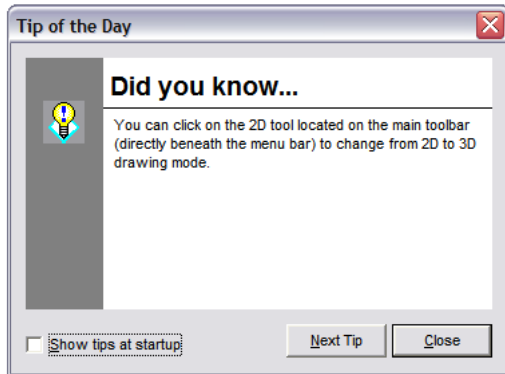 Tip of the Day
Did you know...
You can click on the 2D tool located on the main toolbar
(directly beneath the menu bar) to change from 2D to 3D
drawing mode.
Show tips at startup
Next Tip
Close